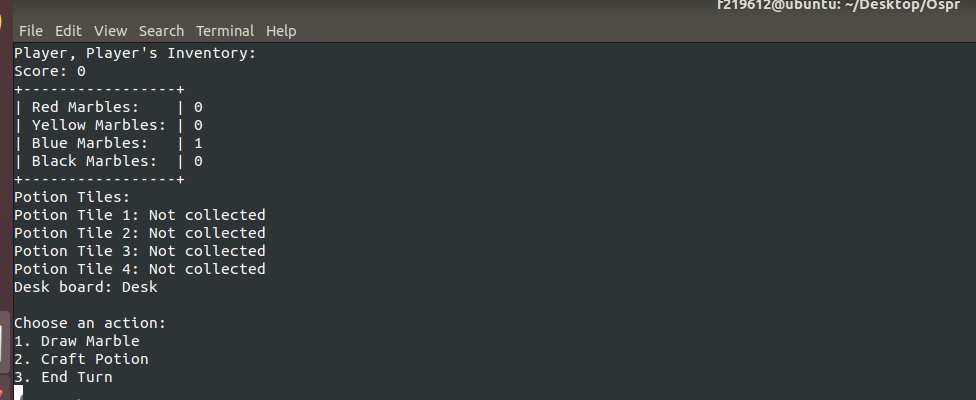 f219612@ubuntu: ~/Desktop/Ospr
File Edit View Search Terminal Help
Player, Player's Inventory:
Score: 0
+-----------------+
| Red Marbles:    | 0
| Yellow Marbles: | 0
| Blue Marbles:   | 1
| Black Marbles:  | 0
+-----------------+
Potion Tiles:
Potion Tile 1: Not collected
Potion Tile 2: Not collected
Potion Tile 3: Not collected
Potion Tile 4: Not collected
Desk board: Desk
Choose an action:
1. Draw Marble
2. Craft Potion
3. End Turn